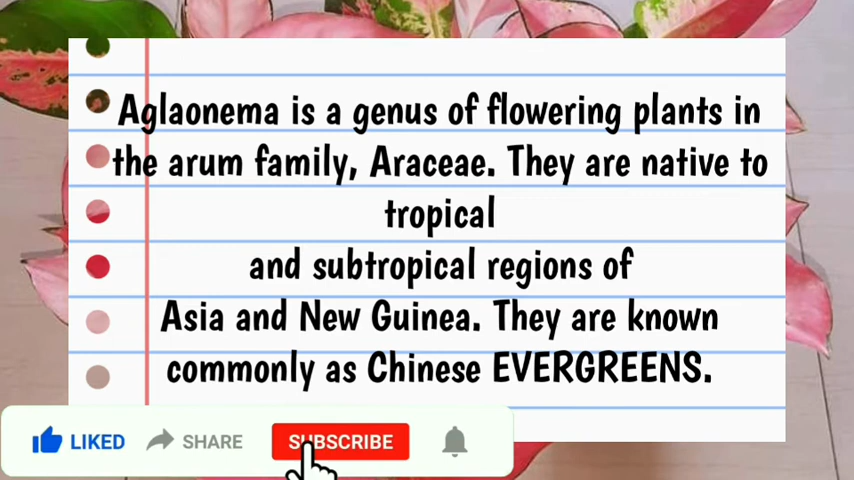 Aglaonema is a genus of flowering plants in
the arum family, Araceae. They are native to
tropical
and subtropical regions of
Asia and New Guinea. They are known
commonly as Chinese EVERGREENS.
LIKED SHARE SUBSCRIBE